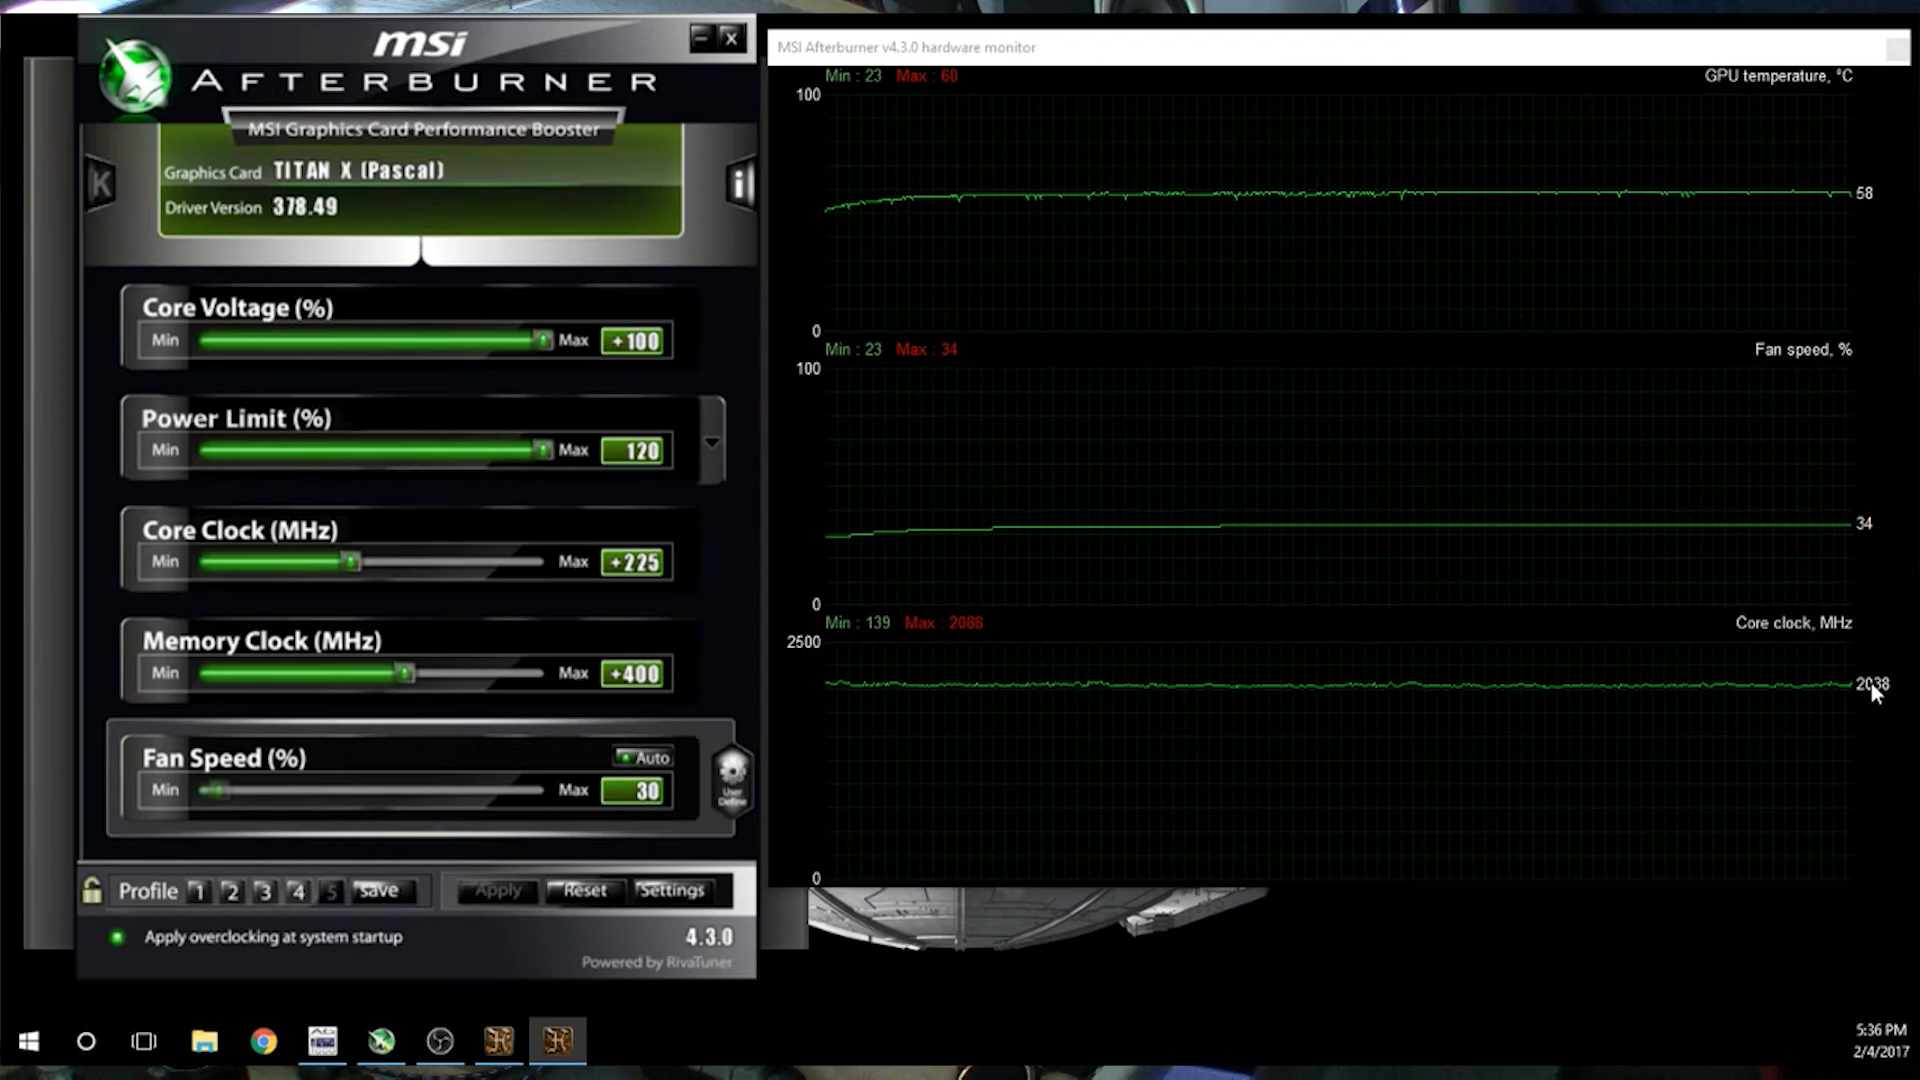 msi
AFTERBURNER
MSI Graphics Card Performance Booster
K
i
Graphics Card TITAN X (Pascal)
Driver Version 378.49
Core Voltage (%)
Min Max +100
Power Limit (%)
Min Max 120
Core Clock (MHz)
Min Max +225
Memory Clock (MHz)
Min Max +400
Fan Speed (%) Auto
Min Max 30
User Define
Profile 1 2 3 4 5 save Apply Reset Settings
Apply overclocking at system startup 4.3.0
Powered by RivaTuner
MSI Afterburner v4.3.0 hardware monitor
Min : 23 Max : 60 GPU temperature, °C
100
58
0
Min : 23 Max : 34 Fan speed, %
100
34
0
Min : 139 Max : 2088 Core clock, MHz
2500
2038
0
5:36 PM
2/4/2017